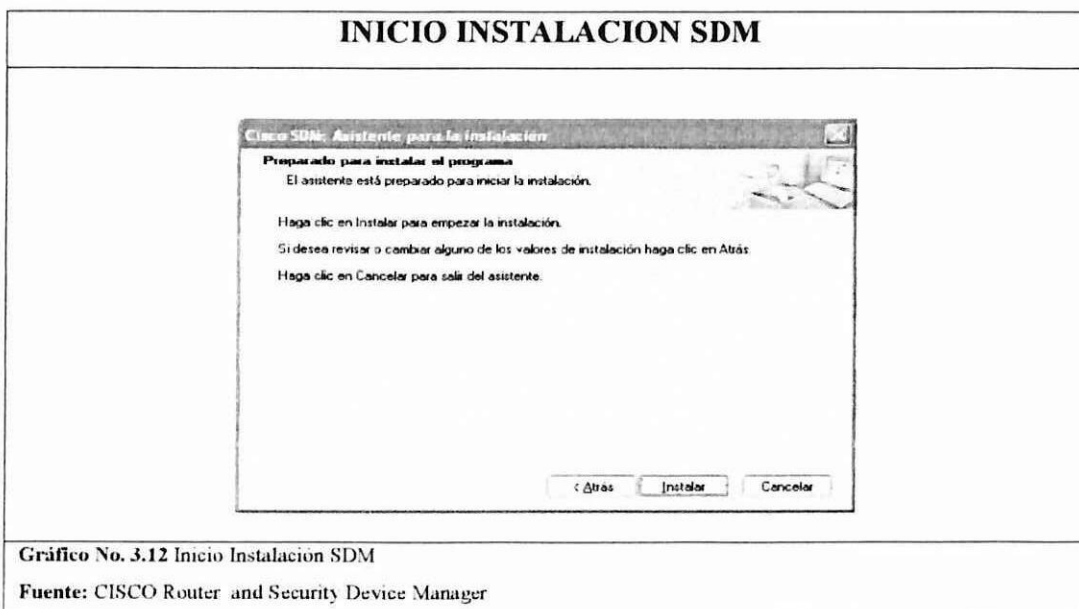 INICIO INSTALACION SDM
Cisco SDM: Asistente para la instalación
Preparado para instalar el programa
El asistente está preparado para iniciar la instalación.
Haga clic en Instalar para empezar la instalación.
Si desea revisar o cambiar alguno de los valores de instalación haga clic en Atrás.
Haga clic en Cancelar para salir del asistente.
< Atrás Instalar Cancelar
Gráfico No. 3.12 Inicio Instalación SDM
Fuente: CISCO Router and Security Device Manager